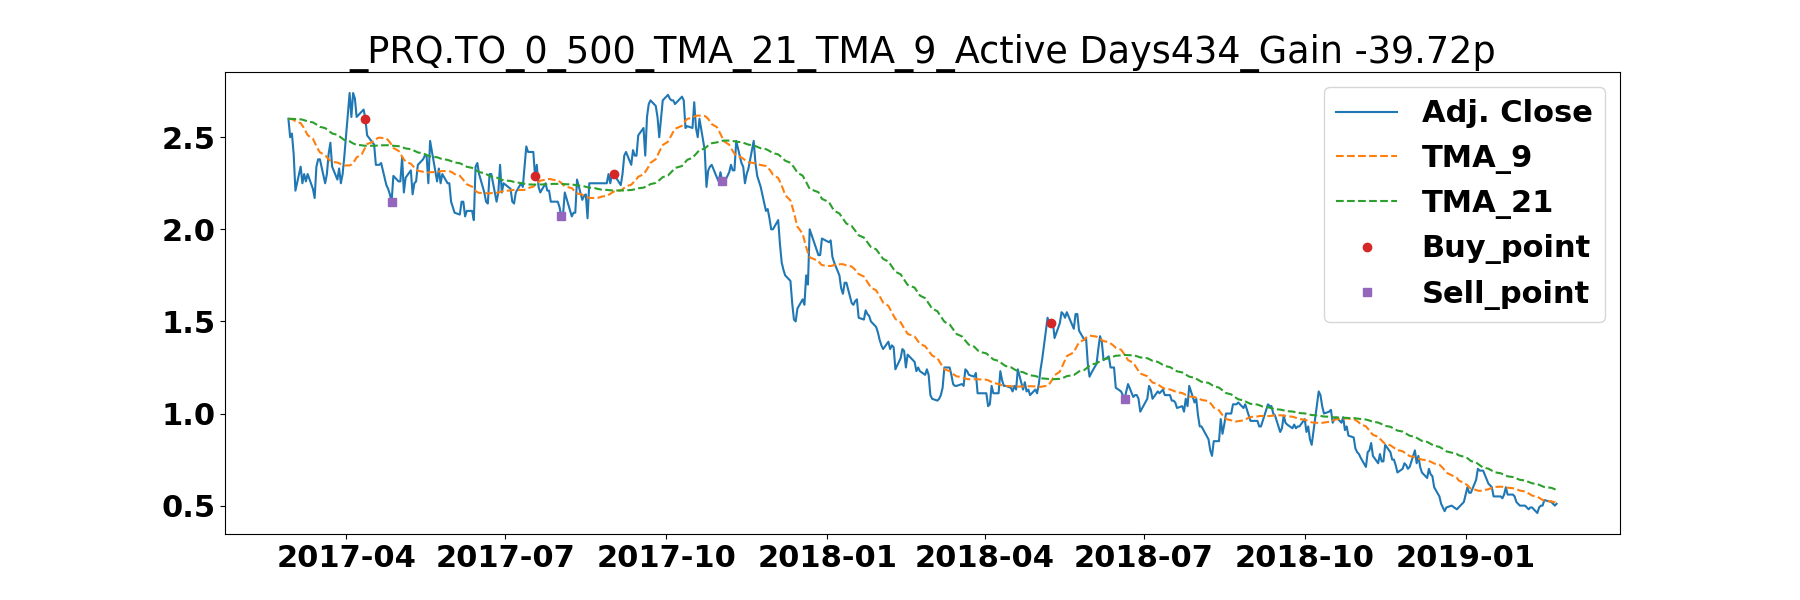 _PRQ.TO_0_500_TMA_21_TMA_9_Active Days434_Gain -39.72p
Adj. Close
TMA_9
TMA_21
Buy_point
Sell_point
2.5
2.0
1.5
1.0
0.5
2017-04 2017-07 2017-10 2018-01 2018-04 2018-07 2018-10 2019-01